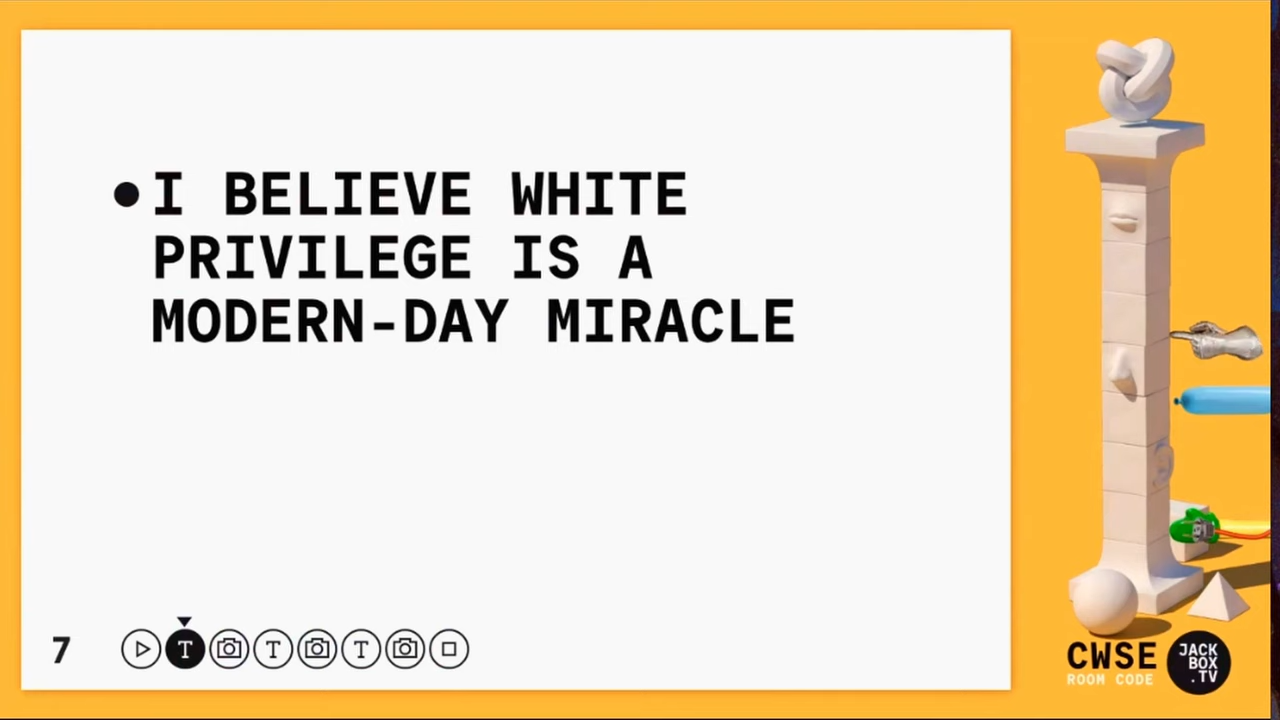 • I BELIEVE WHITE
PRIVILEGE IS A
MODERN-DAY MIRACLE
7
T
T
T
CWSE
ROOM CODE
JACK
BOX
.TV